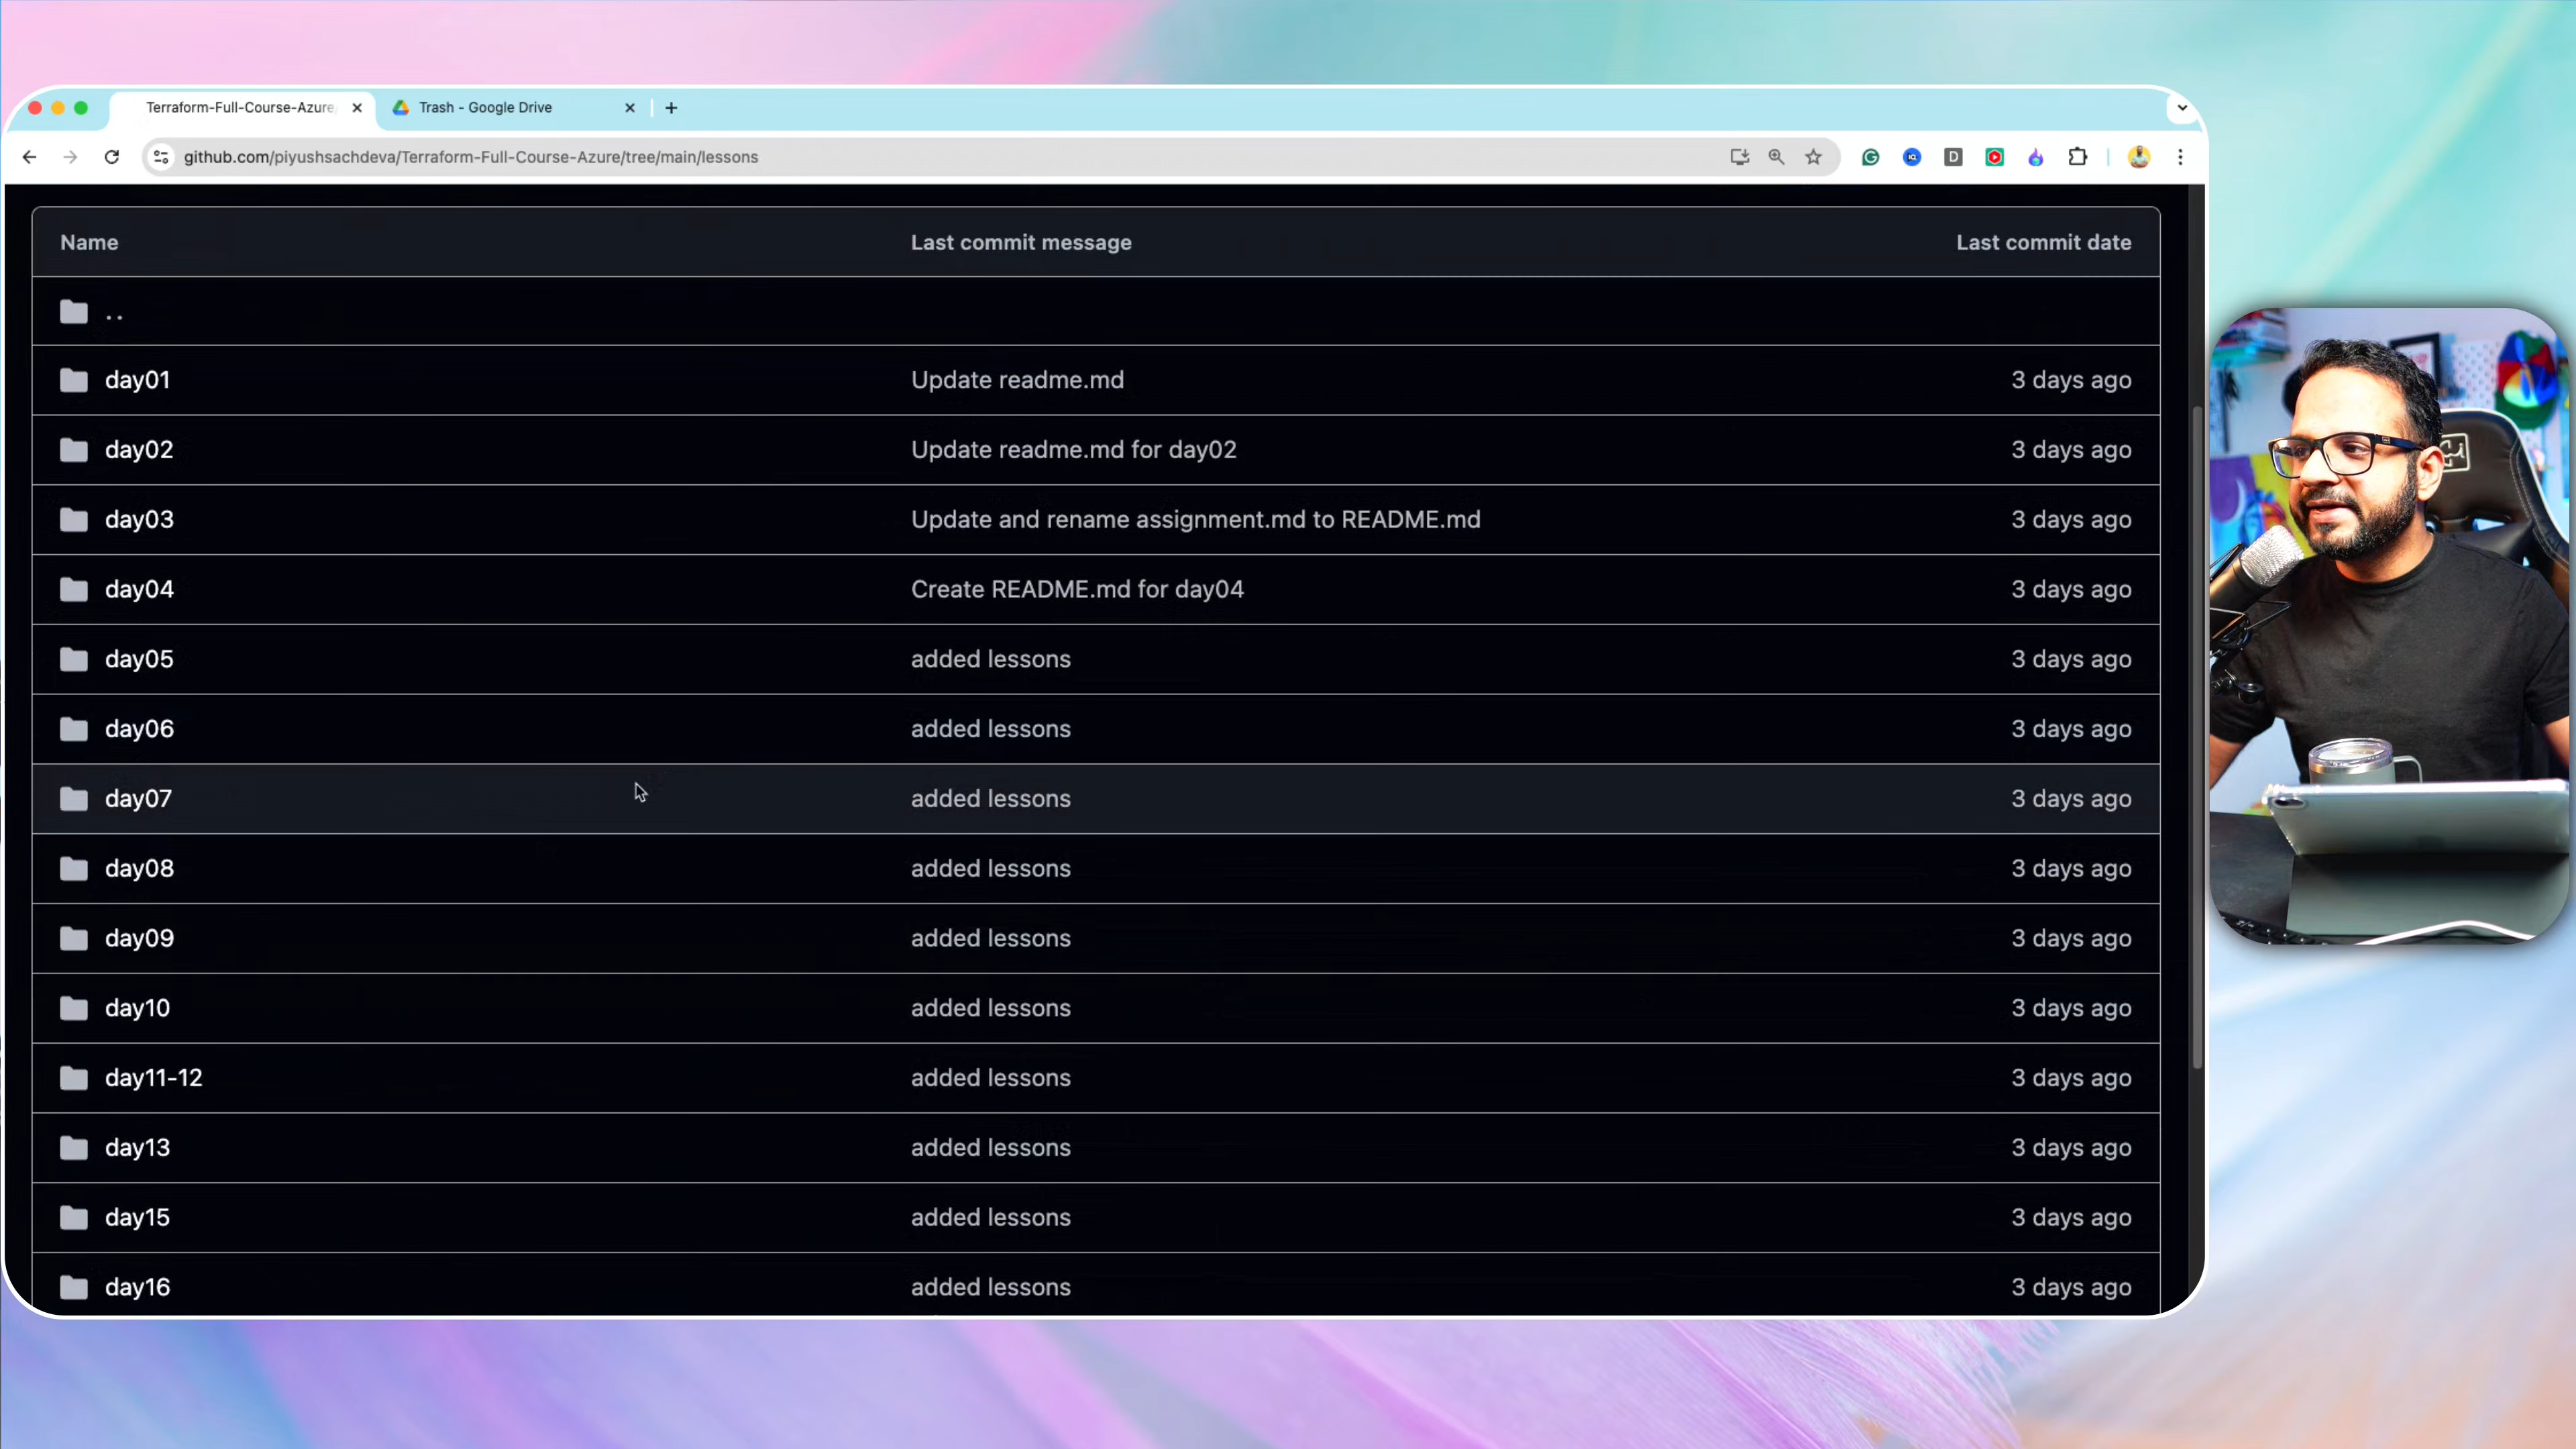 Terraform-Full-Course-Azure/
Trash - Google Drive
github.com/piyushsachdeva/Terraform-Full-Course-Azure/tree/main/lessons
Name Last commit message Last commit date
..
day01 Update readme.md 3 days ago
day02 Update readme.md for day02 3 days ago
day03 Update and rename assignment.md to README.md 3 days ago
day04 Create README.md for day04 3 days ago
day05 added lessons 3 days ago
day06 added lessons 3 days ago
day07 added lessons 3 days ago
day08 added lessons 3 days ago
day09 added lessons 3 days ago
day10 added lessons 3 days ago
day11-12 added lessons 3 days ago
day13 added lessons 3 days ago
day15 added lessons 3 days ago
day16 added lessons 3 days ago